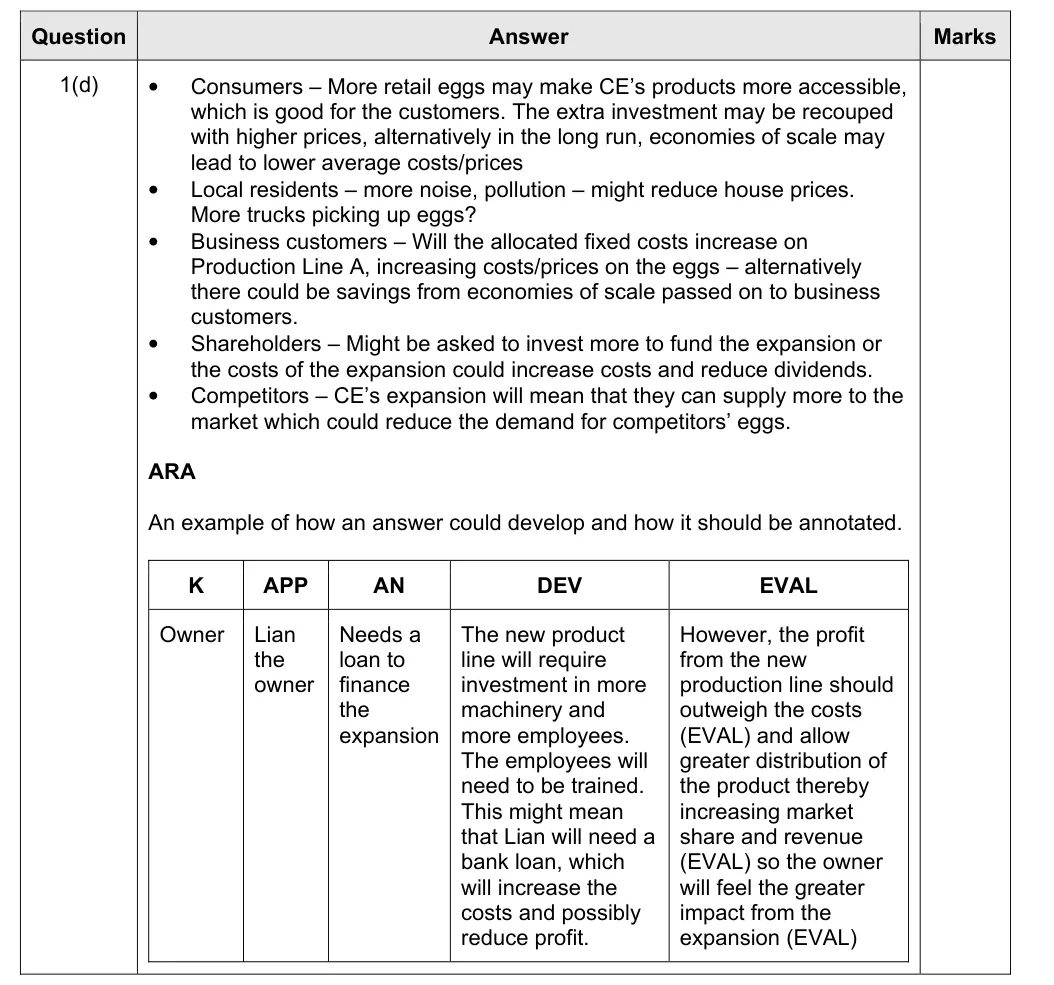 Question Answer Marks
1(d)
• Consumers – More retail eggs may make CE’s products more accessible,
which is good for the customers. The extra investment may be recouped
with higher prices, alternatively in the long run, economies of scale may
lead to lower average costs/prices
• Local residents – more noise, pollution – might reduce house prices.
More trucks picking up eggs?
• Business customers – Will the allocated fixed costs increase on
Production Line A, increasing costs/prices on the eggs – alternatively
there could be savings from economies of scale passed on to business
customers.
• Shareholders – Might be asked to invest more to fund the expansion or
the costs of the expansion could increase costs and reduce dividends.
• Competitors – CE’s expansion will mean that they can supply more to the
market which could reduce the demand for competitors’ eggs.
ARA
An example of how an answer could develop and how it should be annotated.
K APP AN DEV EVAL
Owner
Lian
the
owner
Needs a
loan to
finance
the
expansion
The new product
line will require
investment in more
machinery and
more employees.
The employees will
need to be trained.
This might mean
that Lian will need a
bank loan, which
will increase the
costs and possibly
reduce profit.
However, the profit
from the new
production line should
outweigh the costs
(EVAL) and allow
greater distribution of
the product thereby
increasing market
share and revenue
(EVAL) so the owner
will feel the greater
impact from the
expansion (EVAL)